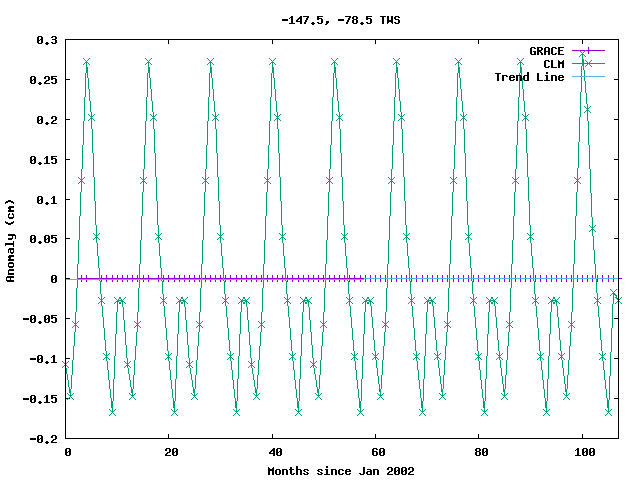 -147.5, -78.5 TWS
GRACE
CLM
Trend Line
0.3
0.25
0.2
0.15
0.1
0.05
0
-0.05
-0.1
-0.15
-0.2
Anomaly (cm)
0 20 40 60 80 100
Months since Jan 2002